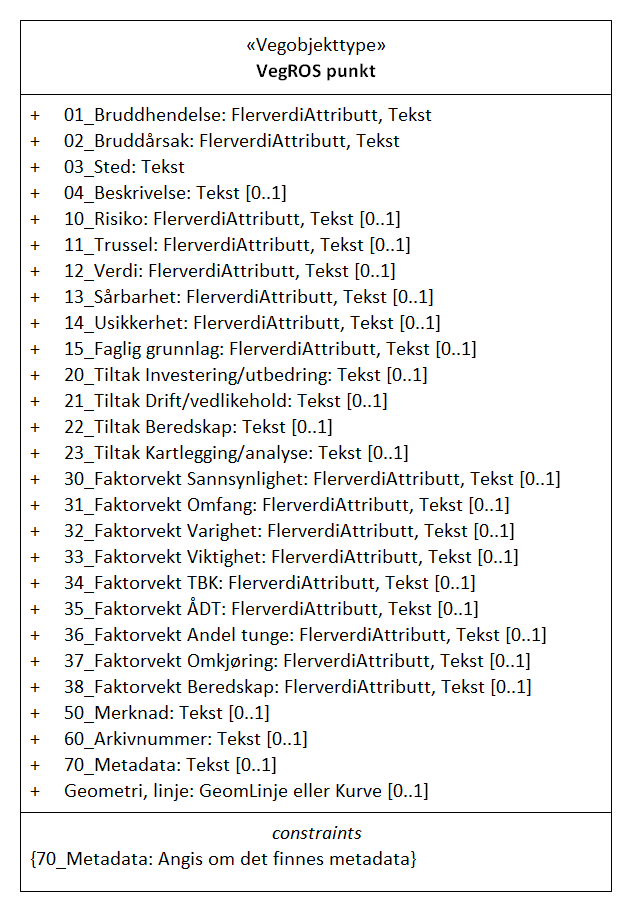 «Vegobjekttype»
VegROS punkt
+ 01_Bruddhendelse: FlerverdiAttributt, Tekst
+ 02_Bruddårsak: FlerverdiAttributt, Tekst
+ 03_Sted: Tekst
+ 04_Beskrivelse: Tekst [0..1]
+ 10_Risiko: FlerverdiAttributt, Tekst [0..1]
+ 11_Trussel: FlerverdiAttributt, Tekst [0..1]
+ 12_Verdi: FlerverdiAttributt, Tekst [0..1]
+ 13_Sårbarhet: FlerverdiAttributt, Tekst [0..1]
+ 14_Usikkerhet: FlerverdiAttributt, Tekst [0..1]
+ 15_Faglig grunnlag: FlerverdiAttributt, Tekst [0..1]
+ 20_Tiltak Investering/utbedring: Tekst [0..1]
+ 21_Tiltak Drift/vedlikehold: Tekst [0..1]
+ 22_Tiltak Beredskap: Tekst [0..1]
+ 23_Tiltak Kartlegging/analyse: Tekst [0..1]
+ 30_Faktorvekt Sannsynlighet: FlerverdiAttributt, Tekst [0..1]
+ 31_Faktorvekt Omfang: FlerverdiAttributt, Tekst [0..1]
+ 32_Faktorvekt Varighet: FlerverdiAttributt, Tekst [0..1]
+ 33_Faktorvekt Viktighet: FlerverdiAttributt, Tekst [0..1]
+ 34_Faktorvekt TBK: FlerverdiAttributt, Tekst [0..1]
+ 35_Faktorvekt ÅDT: FlerverdiAttributt, Tekst [0..1]
+ 36_Faktorvekt Andel tunge: FlerverdiAttributt, Tekst [0..1]
+ 37_Faktorvekt Omkjøring: FlerverdiAttributt, Tekst [0..1]
+ 38_Faktorvekt Beredskap: FlerverdiAttributt, Tekst [0..1]
+ 50_Merknad: Tekst [0..1]
+ 60_Arkivnummer: Tekst [0..1]
+ 70_Metadata: Tekst [0..1]
+ Geometri, linje: GeomLinje eller Kurve [0..1]
constraints
{70_Metadata: Angis om det finnes metadata}